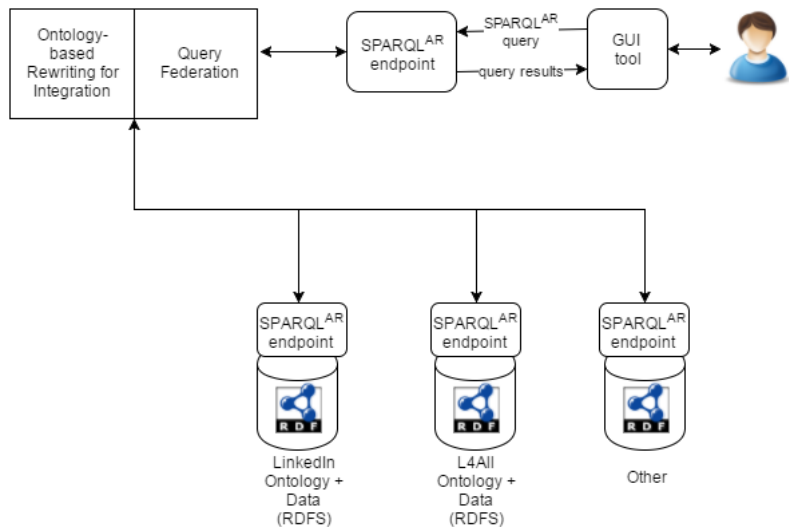 Ontology-
based
Rewriting for
Integration
Query
Federation
SPARQL^AR
endpoint
SPARQL^AR
query
query results
GUI
tool
SPARQL^AR
endpoint
SPARQL^AR
endpoint
SPARQL^AR
endpoint
RDF
RDF
RDF
LinkedIn
Ontology +
Data
(RDFS)
L4All
Ontology +
Data
(RDFS)
Other